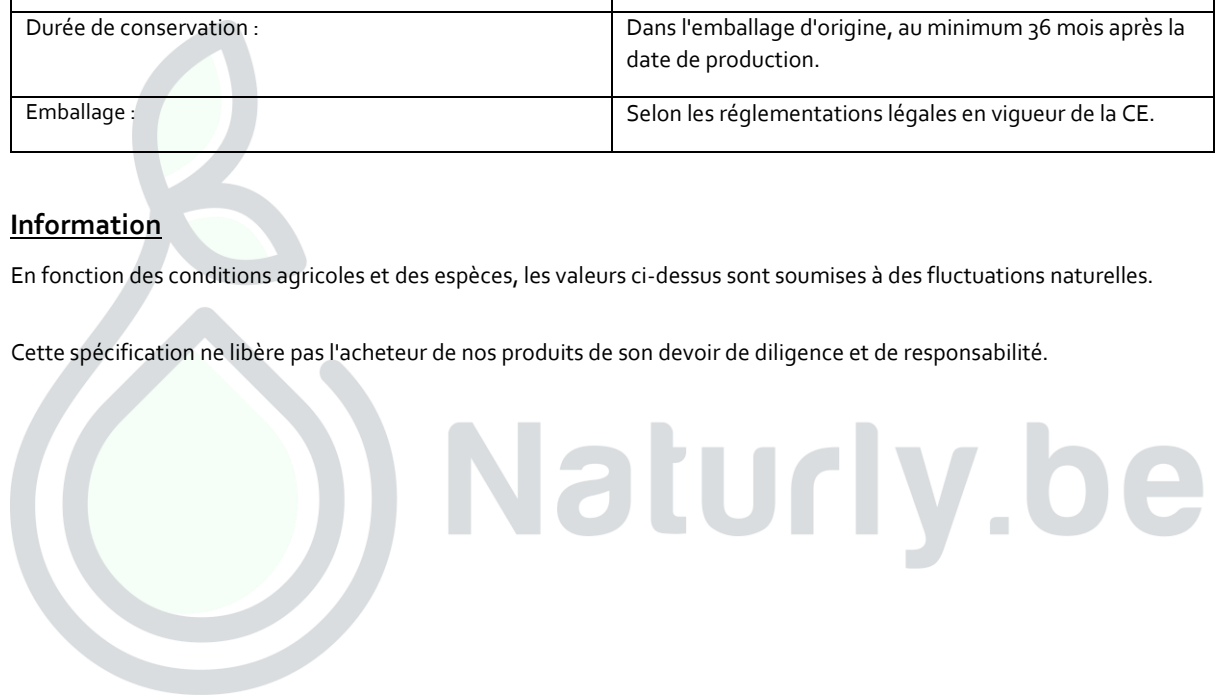 Durée de conservation :
Dans l'emballage d'origine, au minimum 36 mois après la
date de production.
Emballage :
Selon les réglementations légales en vigueur de la CE.
Information
En fonction des conditions agricoles et des espèces, les valeurs ci-dessus sont soumises à des fluctuations naturelles.
Cette spécification ne libère pas l'acheteur de nos produits de son devoir de diligence et de responsabilité.
Naturly.be